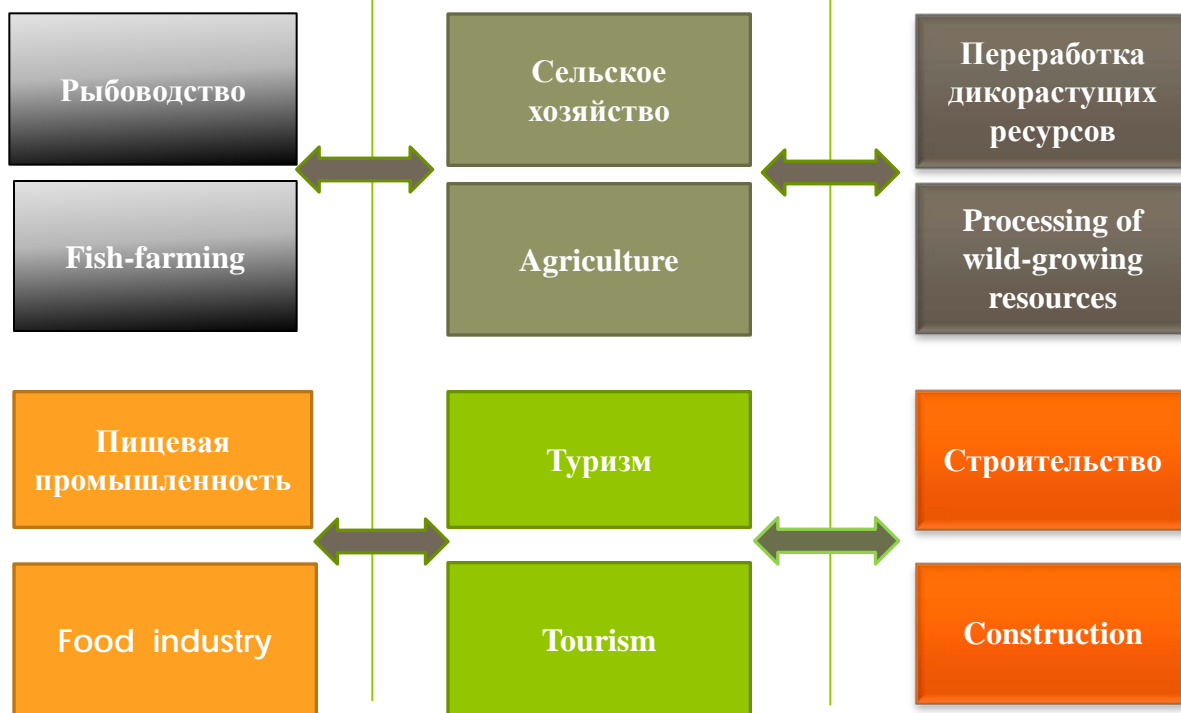 Рыбоводство
Сельское
хозяйство
Переработка
дикорастущих
ресурсов
Fish-farming
Agriculture
Processing of
wild-growing
resources
Пищевая
промышленность
Туризм
Строительство
Food industry
Tourism
Construction